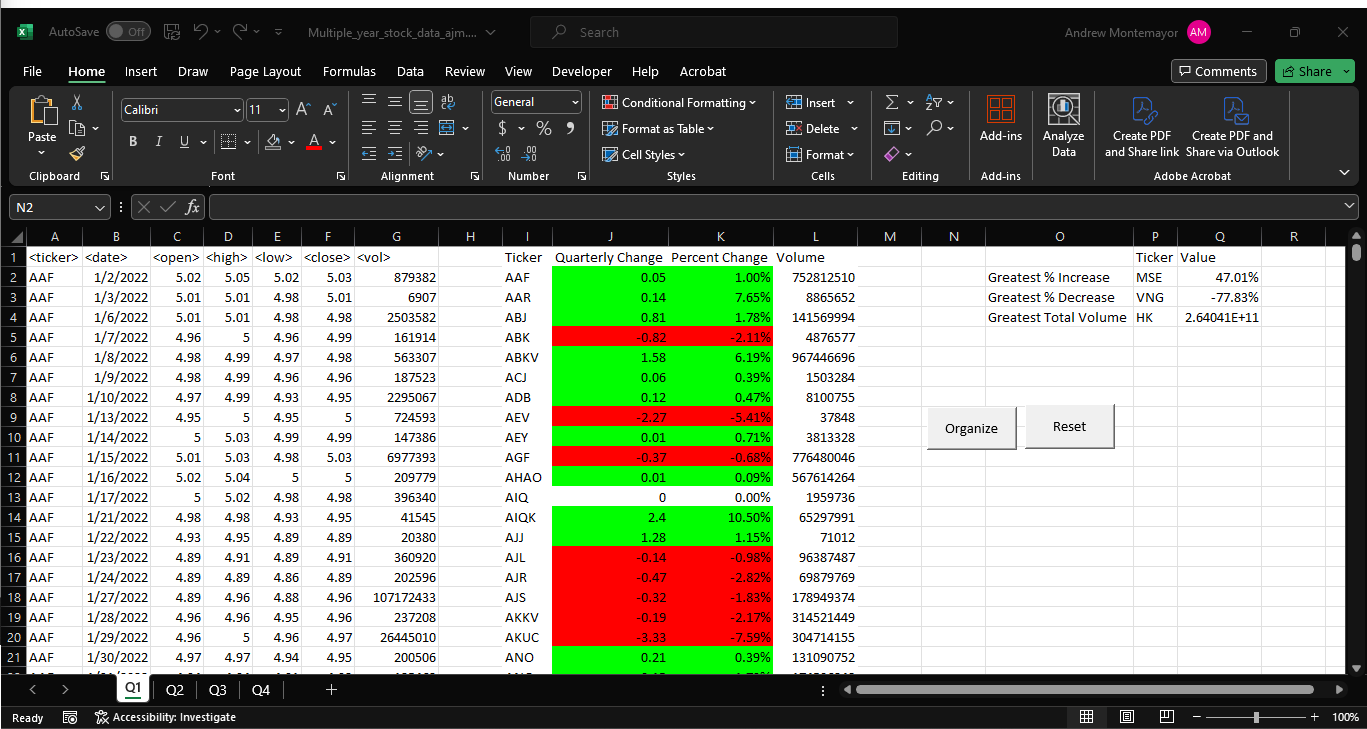 AutoSave Off Multiple_year_stock_data_ajm.... Search Andrew Montemayor AM
File Home Insert Draw Page Layout Formulas Data Review View Developer Help Acrobat Comments Share
Calibri 11 General Conditional Formatting Insert
Paste B I U A $ % Format as Table Delete Add-ins Analyze Data Create PDF and Share link Create PDF and Share via Outlook
Cell Styles Format
Clipboard Font Alignment Number Styles Cells Editing Add-ins Adobe Acrobat
N2 fx
A B C D E F G H I J K L M N O P Q R
1 <ticker> <date> <open> <high> <low> <close> <vol> Ticker Quarterly Change Percent Change Volume Ticker Value
2 AAF 1/2/2022 5.02 5.05 5.02 5.03 879382 AAF 0.05 1.00% 752812510 Greatest % Increase MSE 47.01%
3 AAF 1/3/2022 5.01 5.01 4.98 5.01 6907 AAR 0.14 7.65% 8865652 Greatest % Decrease VNG -77.83%
4 AAF 1/6/2022 5.01 5.01 4.98 4.98 2503582 ABJ 0.81 1.78% 141569994 Greatest Total Volume HK 2.64041E+11
5 AAF 1/7/2022 4.96 5 4.96 4.99 161914 ABK -0.82 -2.11% 4876577
6 AAF 1/8/2022 4.98 4.99 4.97 4.98 563307 ABKV 1.58 6.19% 967446696
7 AAF 1/9/2022 4.98 4.99 4.96 4.96 187523 ACJ 0.06 0.39% 1503284
8 AAF 1/10/2022 4.97 4.99 4.93 4.95 2295067 ADB 0.12 0.47% 8100755
9 AAF 1/13/2022 4.95 5 4.95 5 724593 AEV -2.27 -5.41% 37848
10 AAF 1/14/2022 5 5.03 4.99 4.99 147386 AEY 0.01 0.71% 3813328 Organize Reset
11 AAF 1/15/2022 5.01 5.03 4.98 5.03 6977393 AGF -0.37 -0.68% 776480046
12 AAF 1/16/2022 5.02 5.04 5 5 209779 AHAO 0.01 0.09% 567614264
13 AAF 1/17/2022 5 5.02 4.98 4.98 396340 AIQ 0 0.00% 1959736
14 AAF 1/21/2022 4.98 4.98 4.93 4.95 41545 AIQK 2.4 10.50% 65297991
15 AAF 1/22/2022 4.93 4.95 4.89 4.89 20380 AJJ 1.28 1.15% 71012
16 AAF 1/23/2022 4.89 4.91 4.89 4.91 360920 AJL -0.14 -0.98% 96387487
17 AAF 1/24/2022 4.89 4.89 4.86 4.89 202596 AJR -0.47 -2.82% 69879769
18 AAF 1/27/2022 4.89 4.96 4.88 4.96 107172433 AJS -0.32 -1.83% 178949374
19 AAF 1/28/2022 4.96 4.96 4.95 4.96 237208 AKKV -0.19 -2.17% 314521449
20 AAF 1/29/2022 4.96 5 4.96 4.97 26445010 AKUC -3.33 -7.59% 304714155
21 AAF 1/30/2022 4.97 4.97 4.94 4.95 200506 ANO 0.21 0.39% 131090752
Q1 Q2 Q3 Q4
Ready Accessibility: Investigate 100%